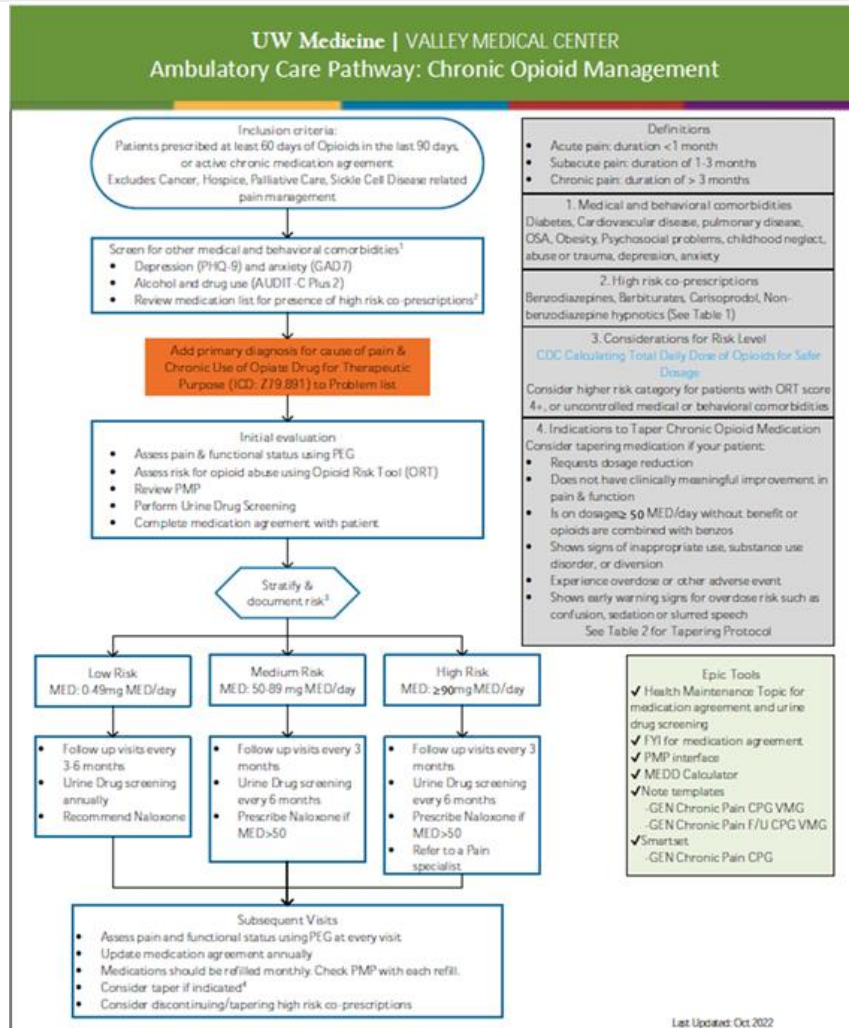 UW Medicine | VALLEY MEDICAL CENTER
Ambulatory Care Pathway: Chronic Opioid Management
Inclusion criteria:
Patients prescribed at least 60 days of Opioids in the last 90 days,
or active chronic medication agreement
Excludes: Cancer, Hospice, Palliative Care, Sickle Cell Disease related
pain management
Screen for other medical and behavioral comorbidities¹
• Depression (PHQ-9) and anxiety (GAD7)
• Alcohol and drug use (AUDIT-C Plus 2)
• Review medication list for presence of high risk co-prescriptions²
Add primary diagnosis for cause of pain &
Chronic Use of Opiate Drug for Therapeutic
Purpose (ICD: Z79.891) to Problem list
Initial evaluation
• Assess pain & functional status using PEG
• Assess risk for opioid abuse using Opioid Risk Tool (ORT)
• Review PMP
• Perform Urine Drug Screening
• Complete medication agreement with patient
Stratify &
document risk³
Low Risk
MED: 0-49mg MED/day
Medium Risk
MED: 50-89 mg MED/day
High Risk
MED: ≥90mg MED/day
• Follow up visits every
3-6 months
• Urine Drug screening
annually
• Recommend Naloxone
• Follow up visits every 3
months
• Urine Drug screening
every 6 months
• Prescribe Naloxone if
MED>50
• Follow up visits every 3
months
• Urine Drug screening
every 6 months
• Prescribe Naloxone if
MED>50
• Refer to a Pain
specialist
Subsequent Visits
• Assess pain and functional status using PEG at every visit
• Update medication agreement annually
• Medications should be refilled monthly. Check PMP with each refill.
• Consider taper if indicated⁴
• Consider discontinuing/tapering high risk co-prescriptions
Definitions
• Acute pain: duration <1 month
• Subacute pain: duration of 1-3 months
• Chronic pain: duration of > 3 months
1. Medical and behavioral comorbidities
Diabetes, Cardiovascular disease, pulmonary disease,
OSA, Obesity, Psychosocial problems, childhood neglect,
abuse or trauma, depression, anxiety
2. High risk co-prescriptions
Benzodiazepines, Barbiturates, Carisoprodol, Non-
benzodiazepine hypnotics (See Table 1)
3. Considerations for Risk Level
CDC Calculating Total Daily Dose of Opioids for Safer
Dosage
Consider higher risk category for patients with ORT score
4+, or uncontrolled medical or behavioral comorbidities
4. Indications to Taper Chronic Opioid Medication
Consider tapering medication if your patient:
• Requests dosage reduction
• Does not have clinically meaningful improvement in
pain & function
• Is on dosages≥ 50 MED/day without benefit or
opioids are combined with benzos
• Shows signs of inappropriate use, substance use
disorder, or diversion
• Experience overdose or other adverse event
• Shows early warning signs for overdose risk such as
confusion, sedation or slurred speech
See Table 2 for Tapering Protocol
Epic Tools
✓ Health Maintenance Topic for
medication agreement and urine
drug screening
✓ FYI for medication agreement
✓ PMP interface
✓ MEDD Calculator
✓Note templates
-GEN Chronic Pain CPG VMG
-GEN Chronic Pain F/U CPG VMG
✓Smartset
-GEN Chronic Pain CPG
Last Updated: Oct 2022